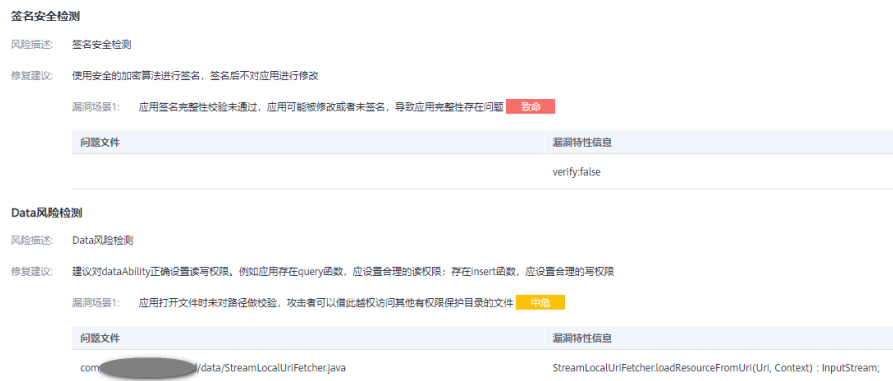 签名安全检测
风险描述: 签名安全检测
修复建议: 使用安全的加密算法进行签名，签名后不对应用进行修改
漏洞场景1: 应用签名完整性校验未通过，应用可能被修改或者未签名，导致应用完整性存在问题 致命
问题文件 漏洞特性信息
verify:false
Data风险检测
风险描述: Data风险检测
修复建议: 建议对dataAbility正确设置读写权限。例如应用存在query函数，应设置合理的读权限；存在Insert函数，应设置合理的写权限
漏洞场景1: 应用打开文件时未对路径做校验，攻击者可以借此越权访问其他有权限保护目录的文件 中危
问题文件 漏洞特性信息
com /data/StreamLocalUriFetcher.java StreamLocalUriFetcher.loadResourceFromUri(Uri, Context) : InputStream;